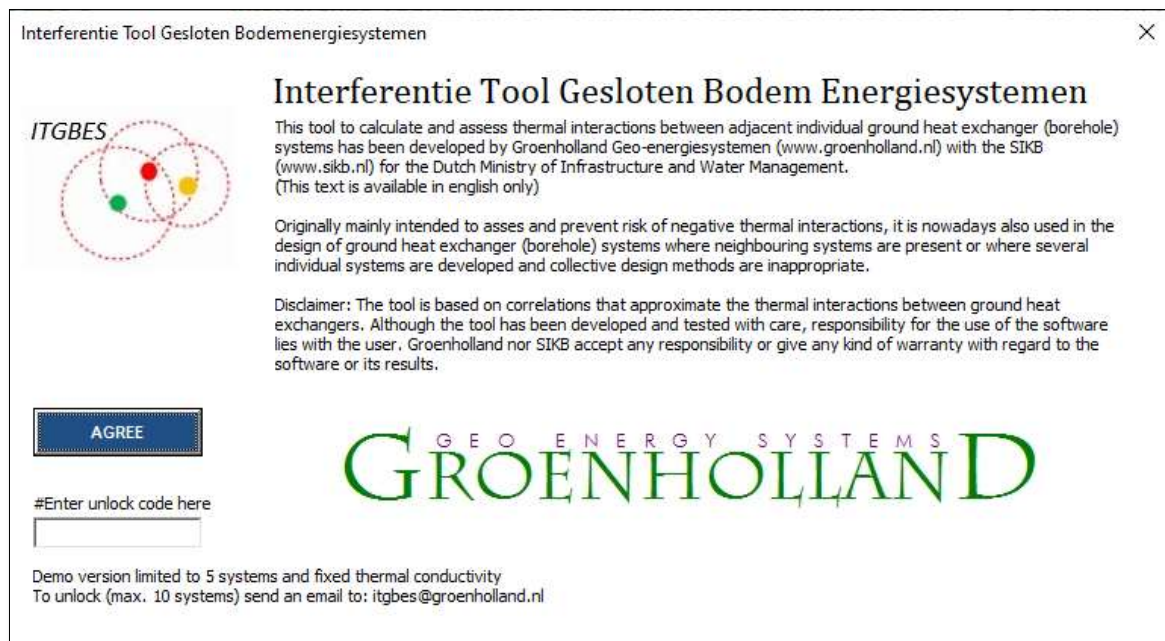 Interferentie Tool Gesloten Bodemenergiesystemen
Interferentie Tool Gesloten Bodem Energiesystemen
ITGBES
This tool to calculate and assess thermal interactions between adjacent individual ground heat exchanger (borehole)
systems has been developed by Groenholland Geo-energiesystemen (www.groenholland.nl) with the SIKB
(www.sikb.nl) for the Dutch Ministry of Infrastructure and Water Management.
(This text is available in english only)
Originally mainly intended to asses and prevent risk of negative thermal interactions, it is nowadays also used in the
design of ground heat exchanger (borehole) systems where neighbouring systems are present or where several
individual systems are developed and collective design methods are inappropriate.
Disclaimer: The tool is based on correlations that approximate the thermal interactions between ground heat
exchangers. Although the tool has been developed and tested with care, responsibility for the use of the software
lies with the user. Groenholland nor SIKB accept any responsibility or give any kind of warranty with regard to the
software or its results.
AGREE
GEO ENERGY SYSTEMS
GROENHOLLAND
#Enter unlock code here
Demo version limited to 5 systems and fixed thermal conductivity
To unlock (max. 10 systems) send an email to: itgbes@groenholland.nl